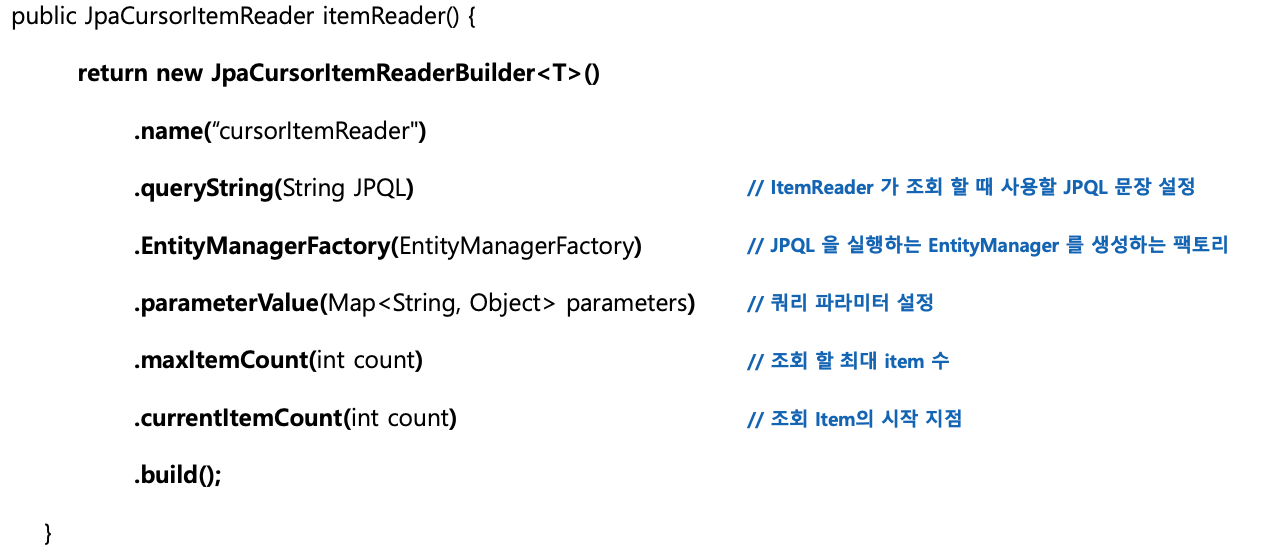 public JpaCursorItemReader itemReader() {
return new JpaCursorItemReaderBuilder<T>()
.name(“cursorItemReader")
.queryString(String JPQL) // ItemReader 가 조회 할 때 사용할 JPQL 문장 설정
.EntityManagerFactory(EntityManagerFactory) // JPQL 을 실행하는 EntityManager 를 생성하는 팩토리
.parameterValue(Map<String, Object> parameters) // 쿼리 파라미터 설정
.maxItemCount(int count) // 조회 할 최대 item 수
.currentItemCount(int count) // 조회 Item의 시작 지점
.build();
}